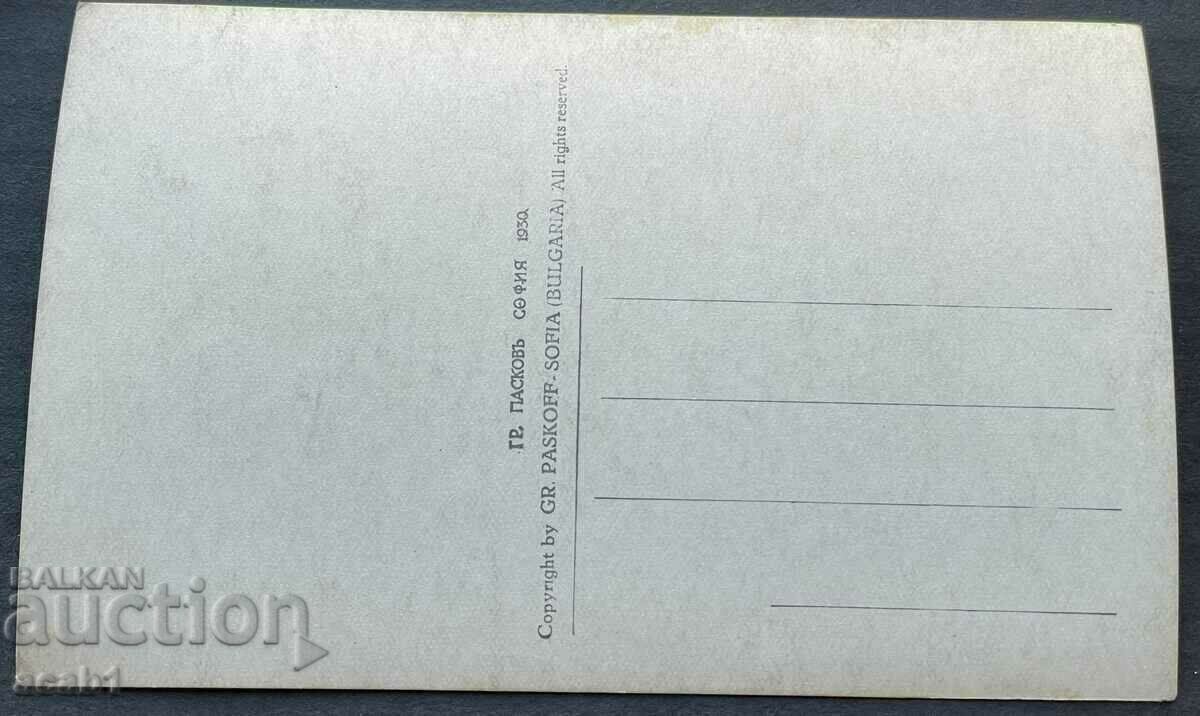 ГР. ПАСКОВЪ СОФИЯ 1930.
Copyright by GR. PASKOFF-SOFIA (BULGARIA) All rights reserved.
BALKAN
auction
acab1